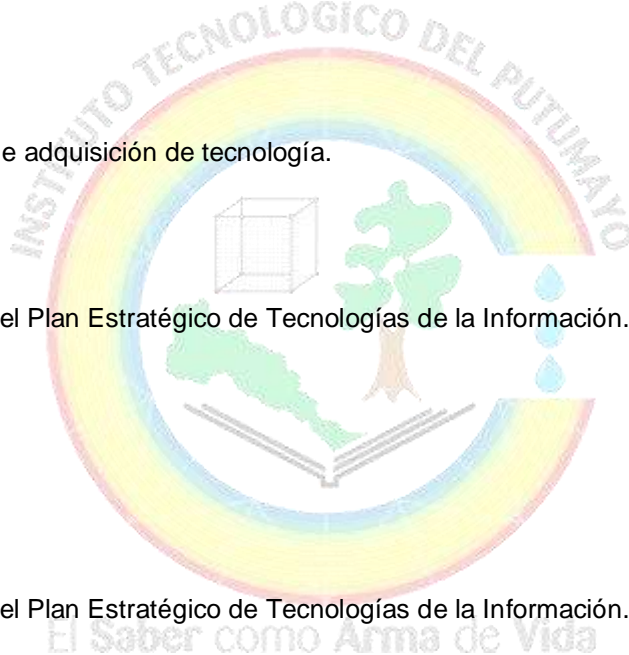 INSTITUTO TECNOLOGICO DEL PUTUMAYO
e adquisición de tecnología.
el Plan Estratégico de Tecnologías de la Información.
el Plan Estratégico de Tecnologías de la Información.
El Saber como Arma de Vida